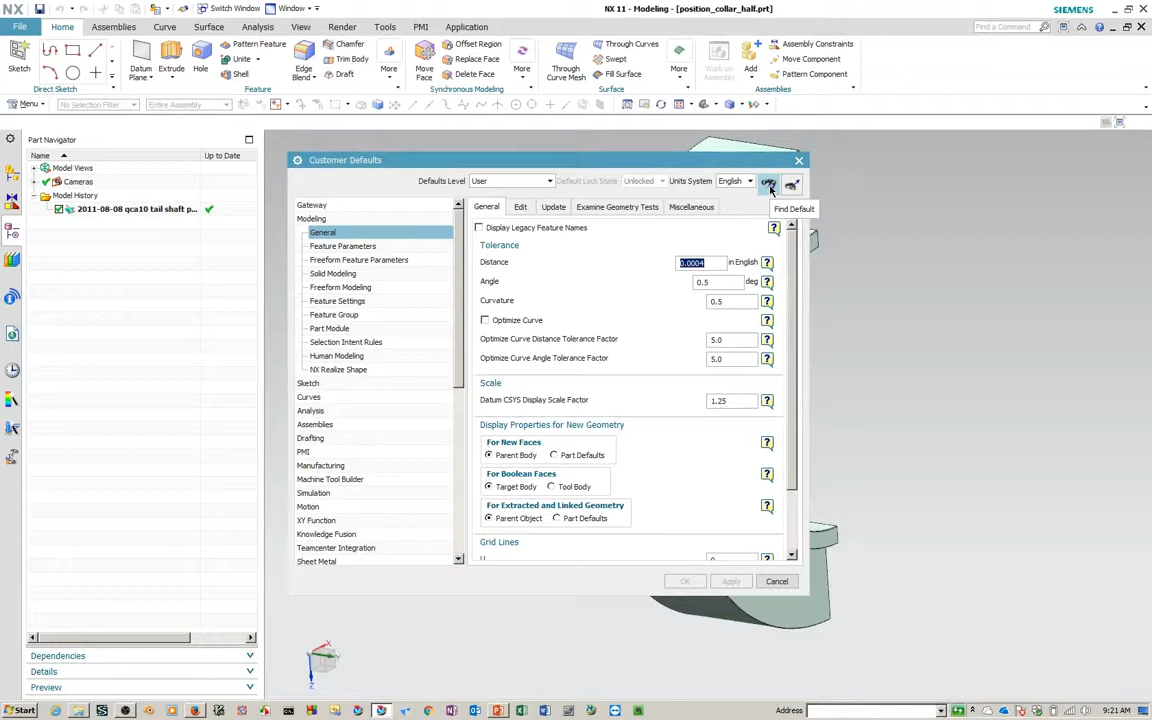 NX
Switch Window
Window
NX 11 - Modeling - [position_collar_half.prt]
SIEMENS
File
Home
Assemblies
Curve
Surface
Analysis
View
Render
Tools
PMI
Application
Find a Command
Sketch
Direct Sketch
Datum Plane
Extrude
Hole
Pattern Feature
Unite
Shell
Edge Blend
Chamfer
Trim Body
Draft
More
Feature
Move Face
Offset Region
Replace Face
Delete Face
More
Synchronous Modeling
Through Curve Mesh
Through Curves
Swept
Fill Surface
More
Surface
Work on Assembly
Add
Assembly Constraints
Move Component
Pattern Component
Assemblies
Menu
No Selection Filter
Entire Assembly
Part Navigator
Name
Up to Date
Model Views
Cameras
Model History
2011-08-08 qca10 tail shaft p...
Dependencies
Details
Preview
Customer Defaults
Defaults Level
User
Default Lock State
Unlocked
Units System
English
Find Default
Gateway
Modeling
General
Feature Parameters
Freeform Feature Parameters
Solid Modeling
Freeform Modeling
Feature Settings
Feature Group
Part Module
Selection Intent Rules
Human Modeling
NX Realize Shape
Sketch
Curves
Analysis
Assemblies
Drafting
PMI
Manufacturing
Machine Tool Builder
Simulation
Motion
XY Function
Knowledge Fusion
Teamcenter Integration
Sheet Metal
General
Edit
Update
Examine Geometry Tests
Miscellaneous
Display Legacy Feature Names
Tolerance
Distance 0.0004 in English
Angle 0.5 deg
Curvature 0.5
Optimize Curve
Optimize Curve Distance Tolerance Factor 5.0
Optimize Curve Angle Tolerance Factor 5.0
Scale
Datum CSYS Display Scale Factor 1.25
Display Properties for New Geometry
For New Faces
Parent Body Part Defaults
For Boolean Faces
Target Body Tool Body
For Extracted and Linked Geometry
Parent Object Part Defaults
Grid Lines
OK
Apply
Cancel
X
Y
Z
Start
Address
9:21 AM